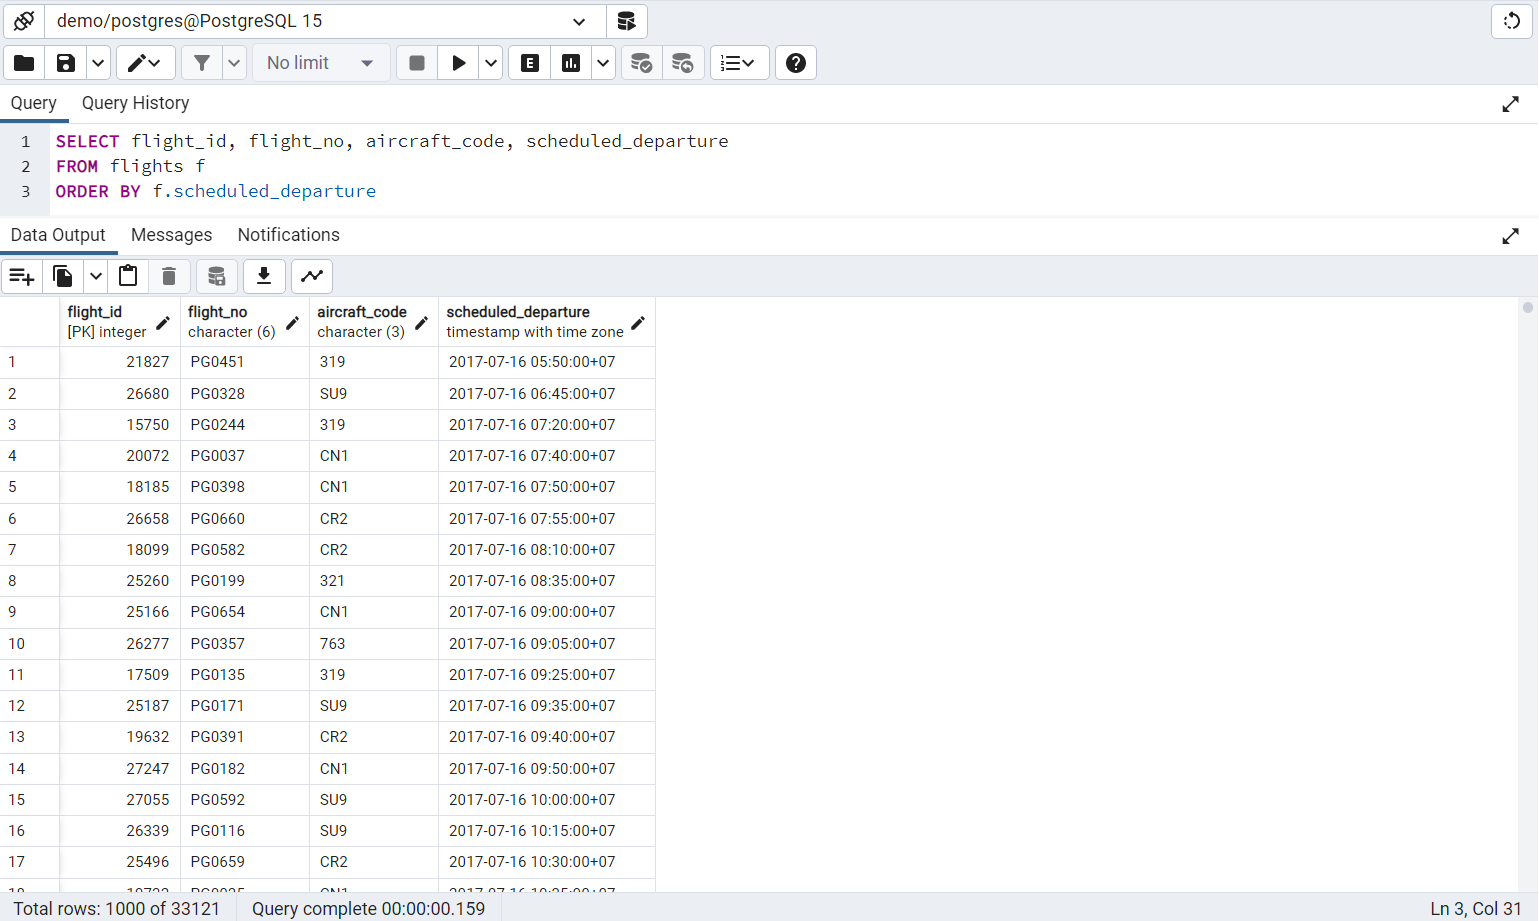 demo/postgres@PostgreSQL 15
No limit
E
Query Query History
1 SELECT flight_id, flight_no, aircraft_code, scheduled_departure
2 FROM flights f
3 ORDER BY f.scheduled_departure
Data Output Messages Notifications
flight_id flight_no aircraft_code scheduled_departure
[PK] integer character (6) character (3) timestamp with time zone
1 21827 PG0451 319 2017-07-16 05:50:00+07
2 26680 PG0328 SU9 2017-07-16 06:45:00+07
3 15750 PG0244 319 2017-07-16 07:20:00+07
4 20072 PG0037 CN1 2017-07-16 07:40:00+07
5 18185 PG0398 CN1 2017-07-16 07:50:00+07
6 26658 PG0660 CR2 2017-07-16 07:55:00+07
7 18099 PG0582 CR2 2017-07-16 08:10:00+07
8 25260 PG0199 321 2017-07-16 08:35:00+07
9 25166 PG0654 CN1 2017-07-16 09:00:00+07
10 26277 PG0357 763 2017-07-16 09:05:00+07
11 17509 PG0135 319 2017-07-16 09:25:00+07
12 25187 PG0171 SU9 2017-07-16 09:35:00+07
13 19632 PG0391 CR2 2017-07-16 09:40:00+07
14 27247 PG0182 CN1 2017-07-16 09:50:00+07
15 27055 PG0592 SU9 2017-07-16 10:00:00+07
16 26339 PG0116 SU9 2017-07-16 10:15:00+07
17 25496 PG0659 CR2 2017-07-16 10:30:00+07
Total rows: 1000 of 33121 Query complete 00:00:00.159 Ln 3, Col 31